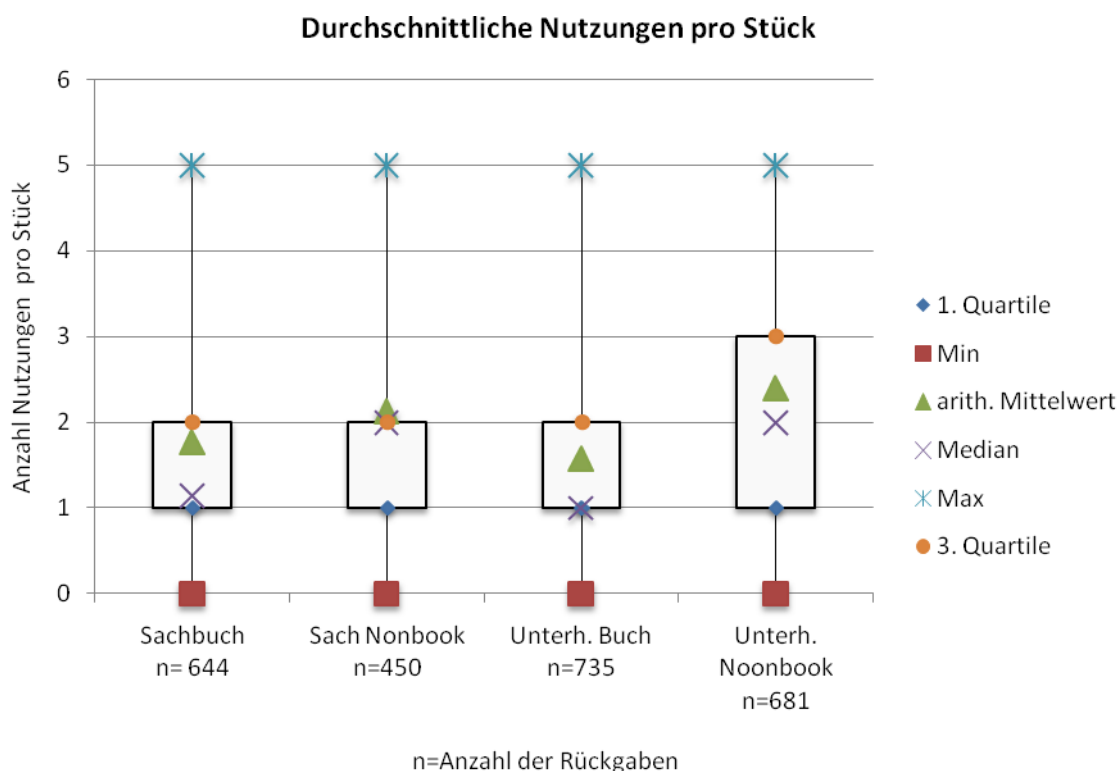 Durchschnittliche Nutzungen pro Stück
Anzahl Nutzungen pro Stück
6
5
4
3
2
1
0
Sachbuch
n= 644
Sach Nonbook
n=450
Unterh. Buch
n=735
Unterh.
Noonbook
n=681
n=Anzahl der Rückgaben
1. Quartile
Min
arith. Mittelwert
Median
Max
3. Quartile